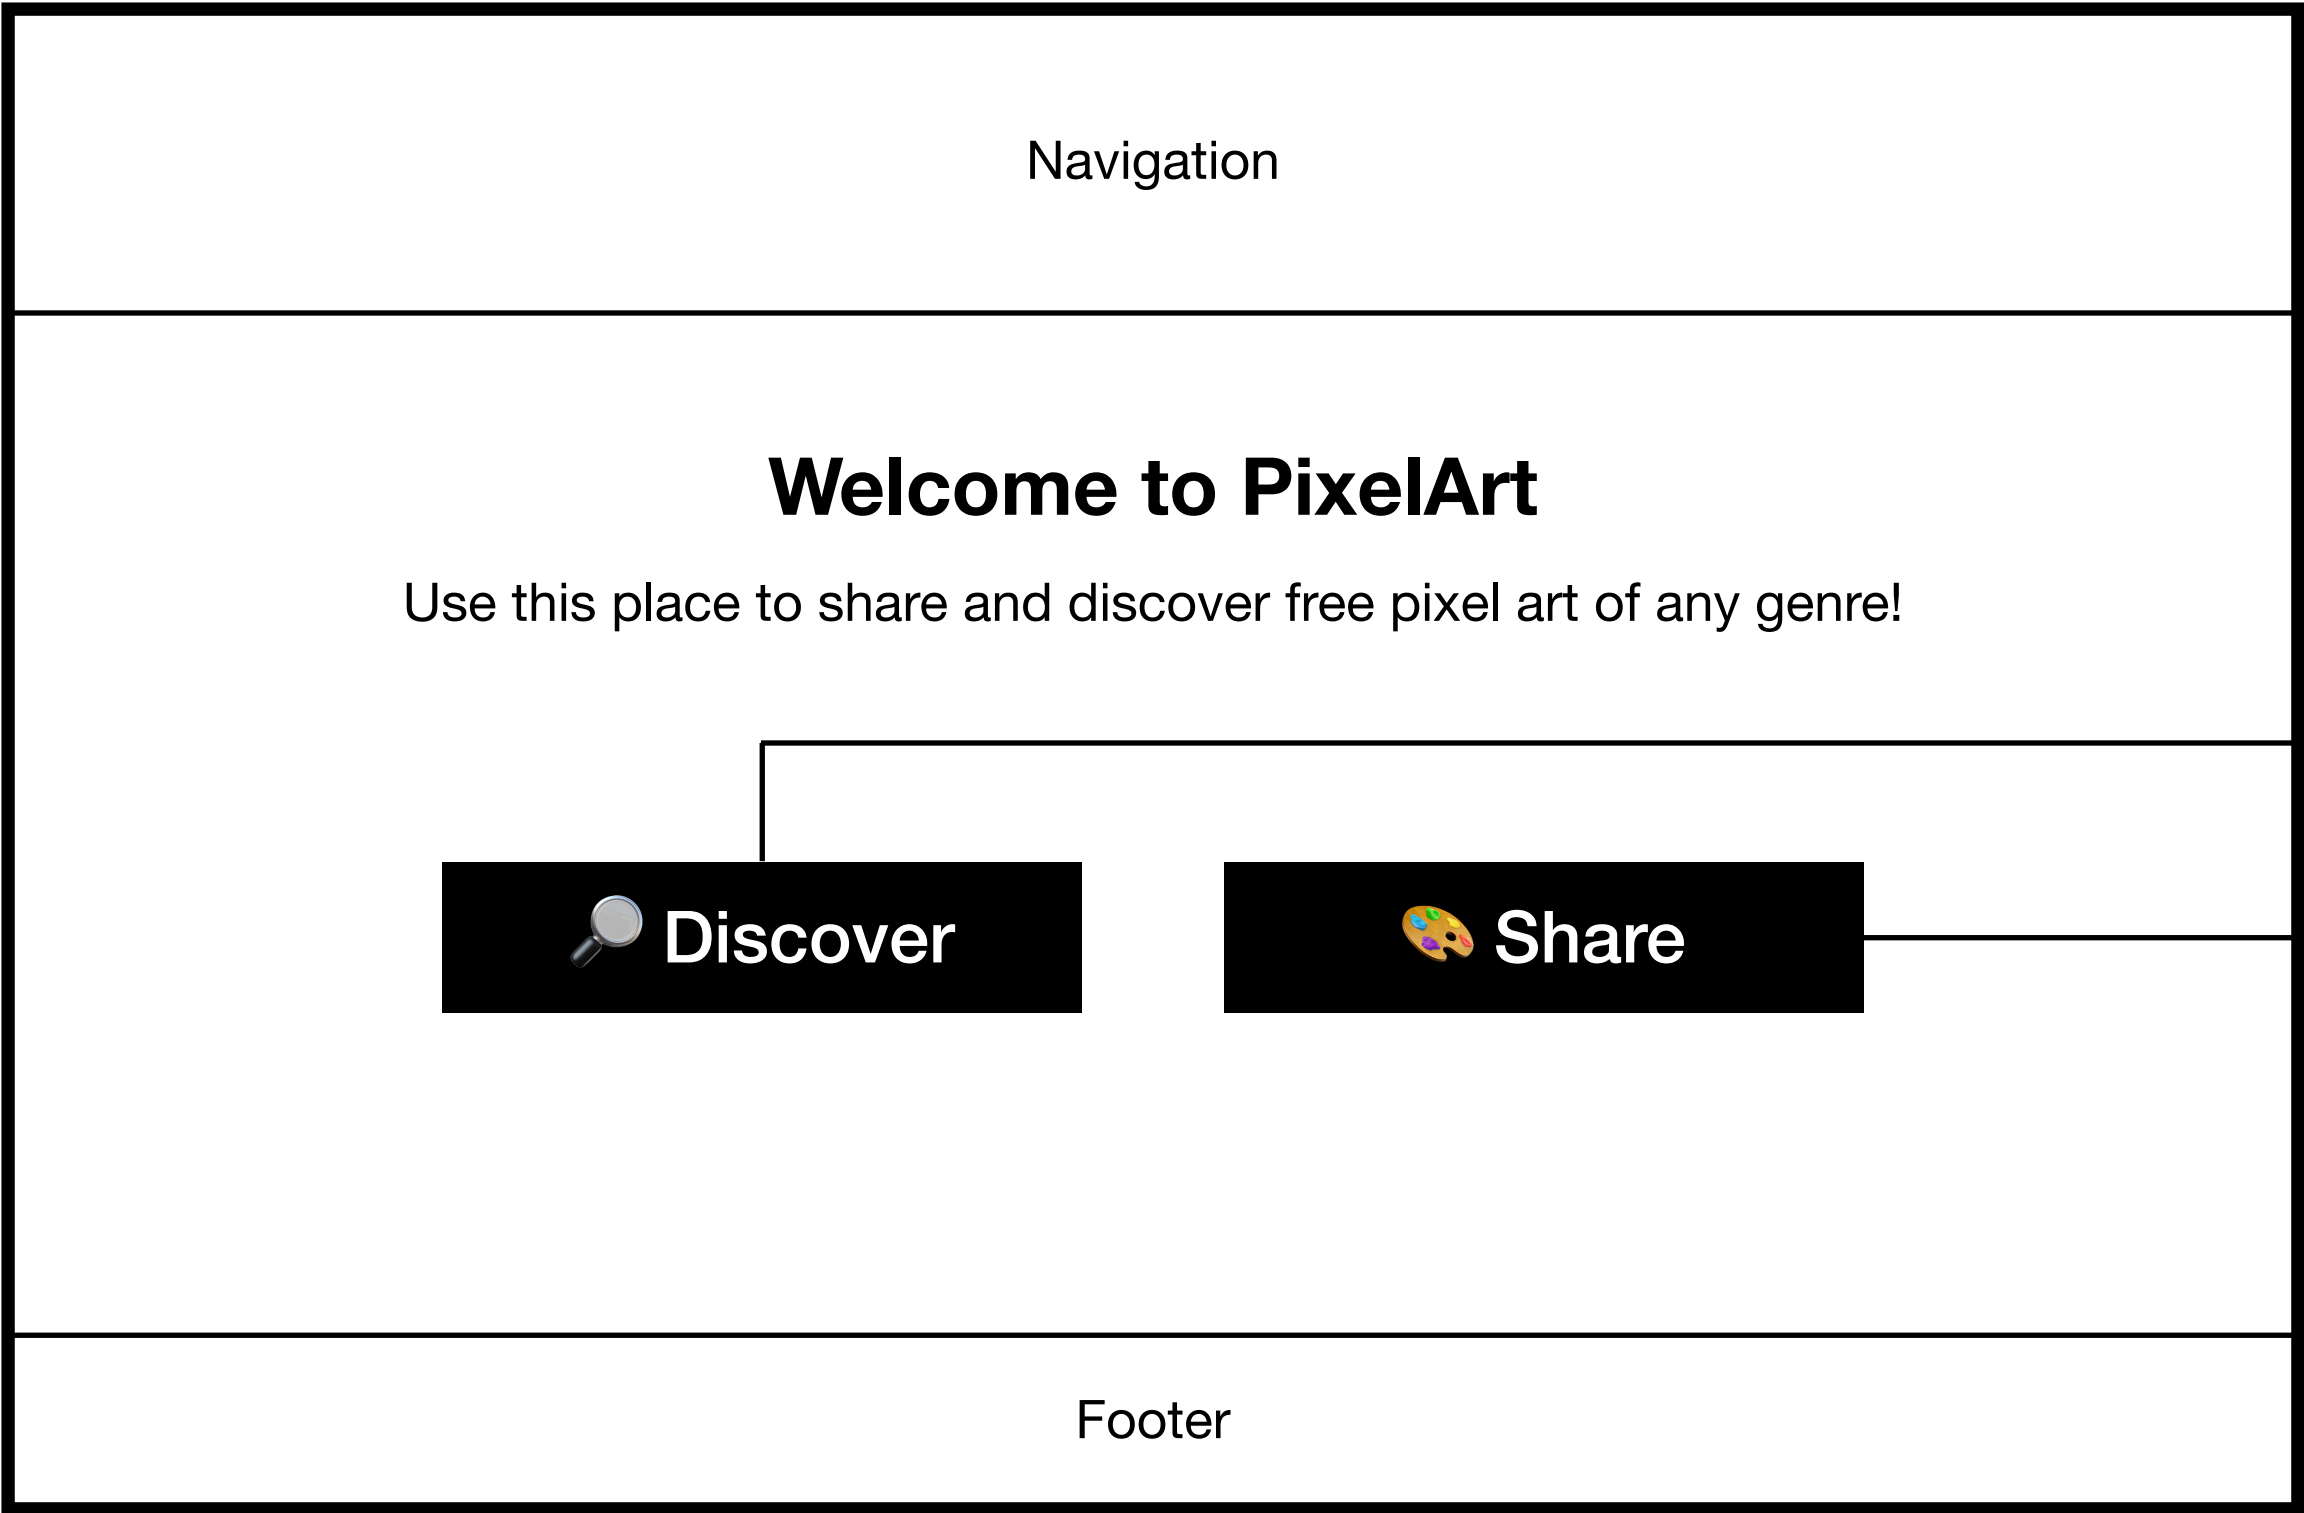 Navigation
Welcome to PixelArt
Use this place to share and discover free pixel art of any genre!
🔎 Discover
🎨 Share
Footer